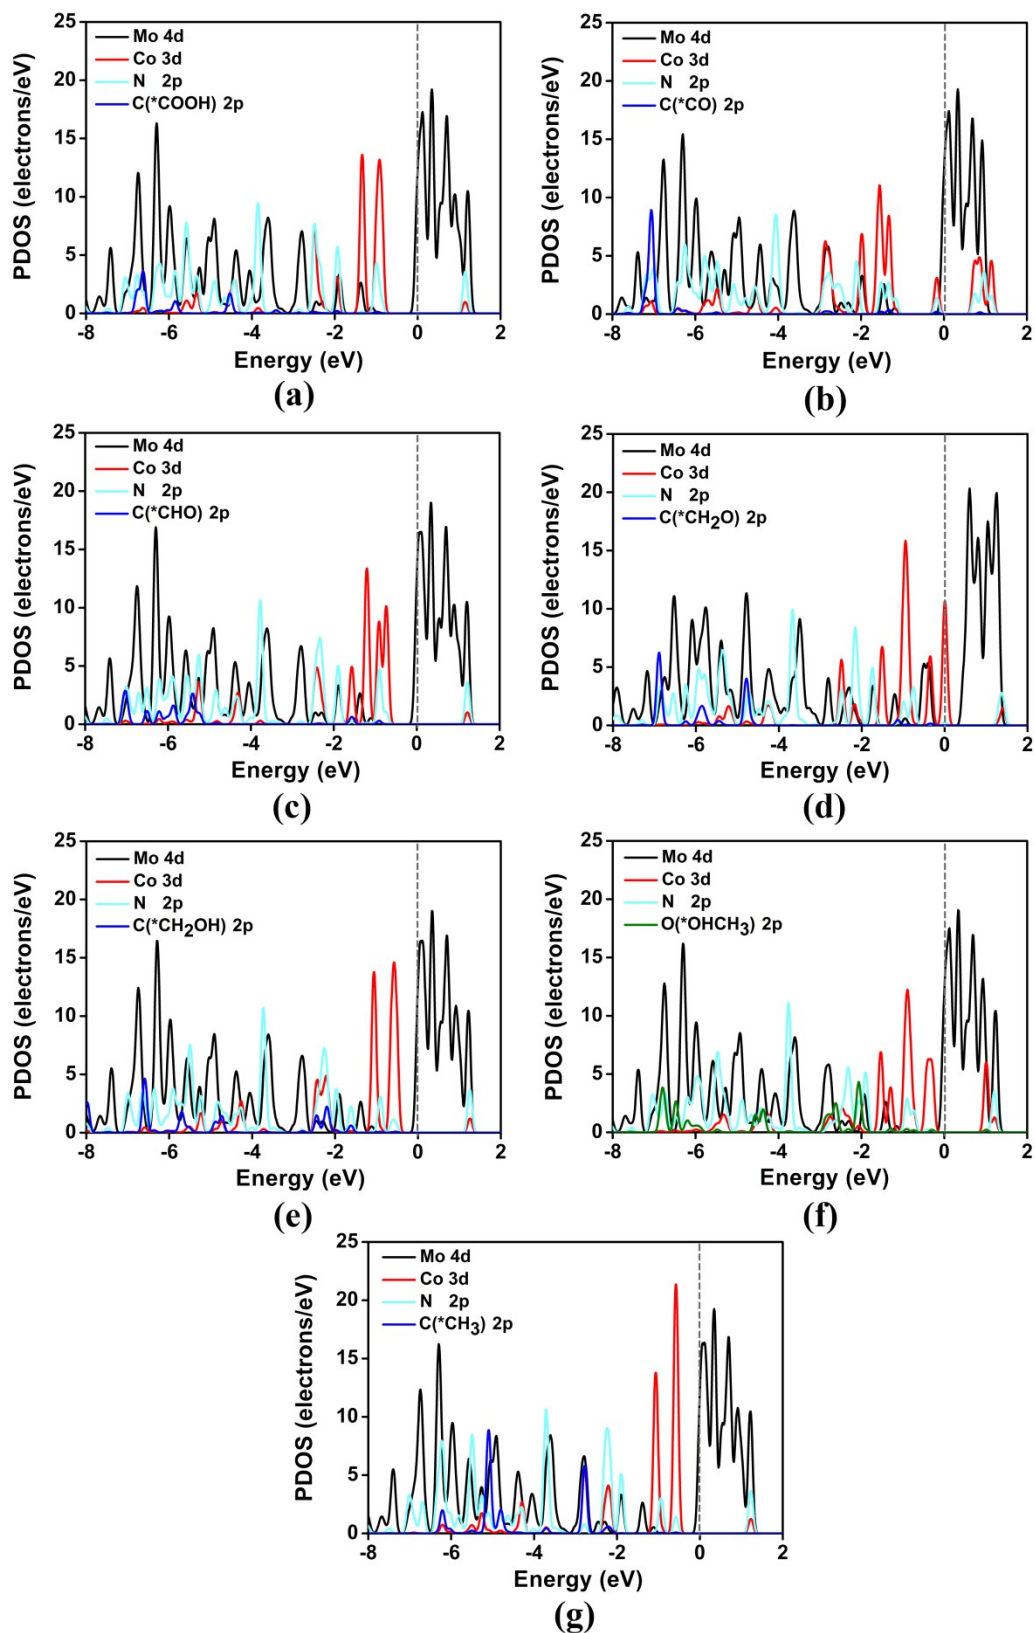 25
20
15
10
5
0
PDOS (electrons/eV)
Mo 4d
Co 3d
N 2p
C(*COOH) 2p
-8 -6 -4 -2 0 2
Energy (eV)
(a)
25
20
15
10
5
0
PDOS (electrons/eV)
Mo 4d
Co 3d
N 2p
C(*CO) 2p
-8 -6 -4 -2 0 2
Energy (eV)
(b)
25
20
15
10
5
0
PDOS (electrons/eV)
Mo 4d
Co 3d
N 2p
C(*CHO) 2p
-8 -6 -4 -2 0 2
Energy (eV)
(c)
25
20
15
10
5
0
PDOS (electrons/eV)
Mo 4d
Co 3d
N 2p
C(*CH₂O) 2p
-8 -6 -4 -2 0 2
Energy (eV)
(d)
25
20
15
10
5
0
PDOS (electrons/eV)
Mo 4d
Co 3d
N 2p
C(*CH₂OH) 2p
-8 -6 -4 -2 0 2
Energy (eV)
(e)
25
20
15
10
5
0
PDOS (electrons/eV)
Mo 4d
Co 3d
N 2p
O(*OHCH₃) 2p
-8 -6 -4 -2 0 2
Energy (eV)
(f)
25
20
15
10
5
0
PDOS (electrons/eV)
Mo 4d
Co 3d
N 2p
C(*CH₃) 2p
-8 -6 -4 -2 0 2
Energy (eV)
(g)